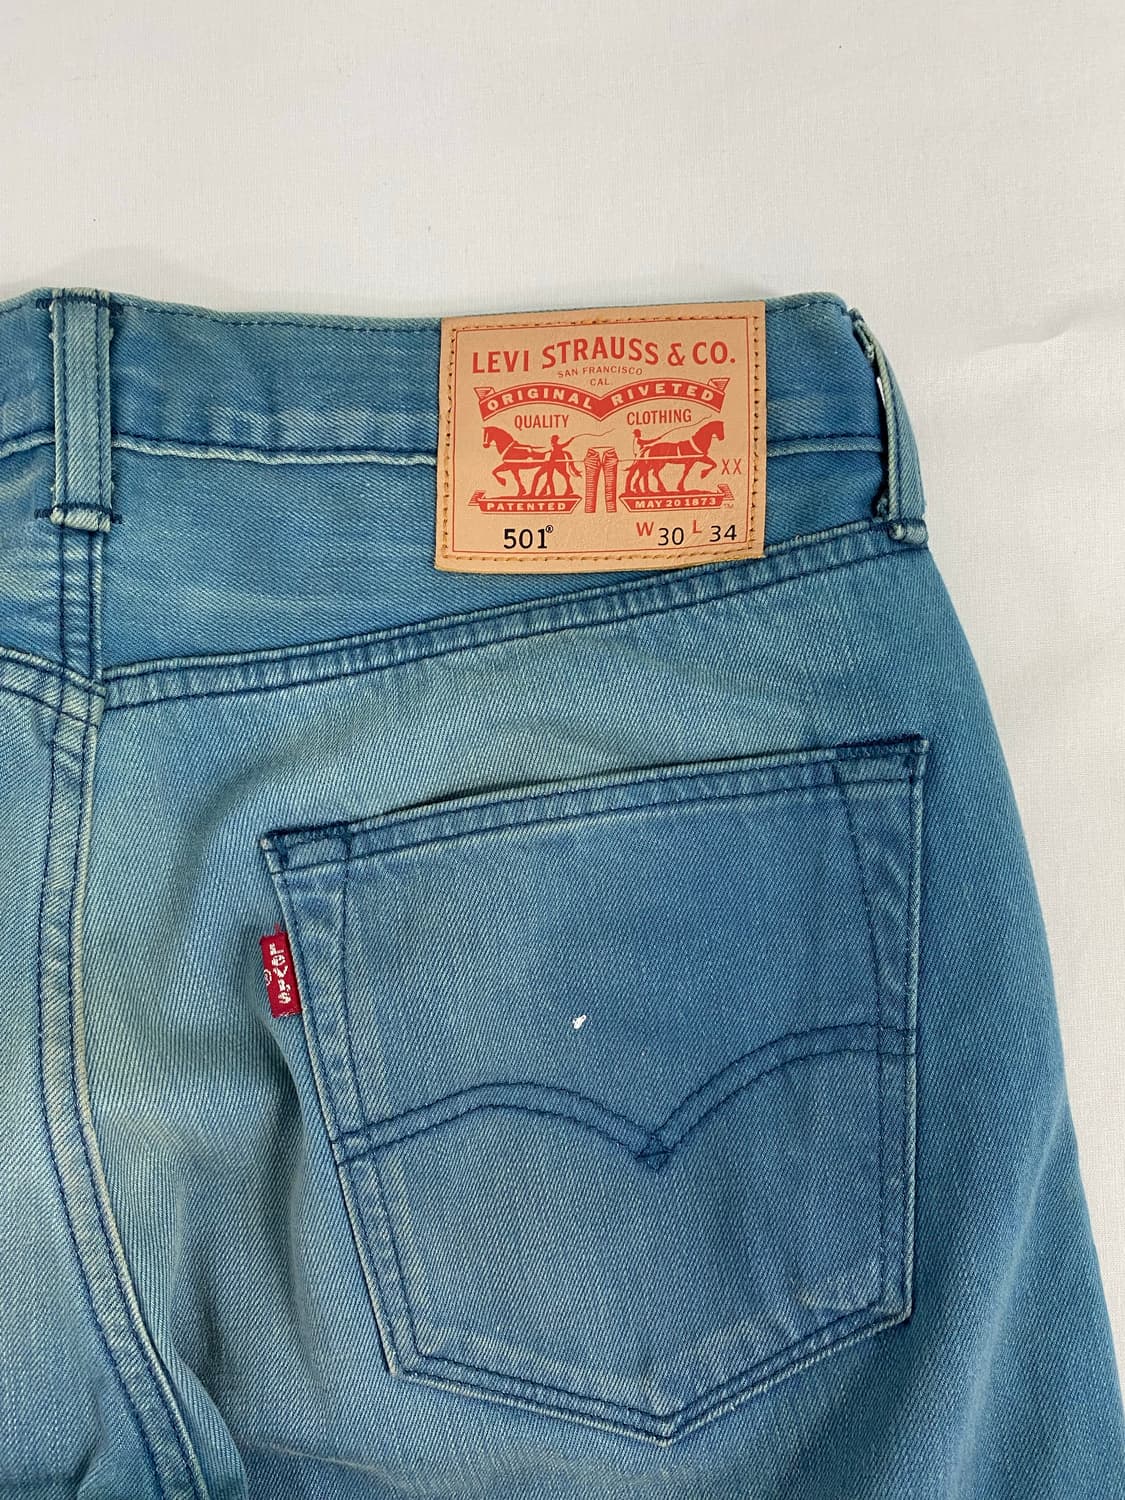 LEVI STRAUSS & CO.
SAN FRANCISCO
CAL.
ORIGINAL RIVETED
QUALITY CLOTHING
XX
PATENTED MAY 20 1873 ™
501® W 30 L 34
LEVI'S
®